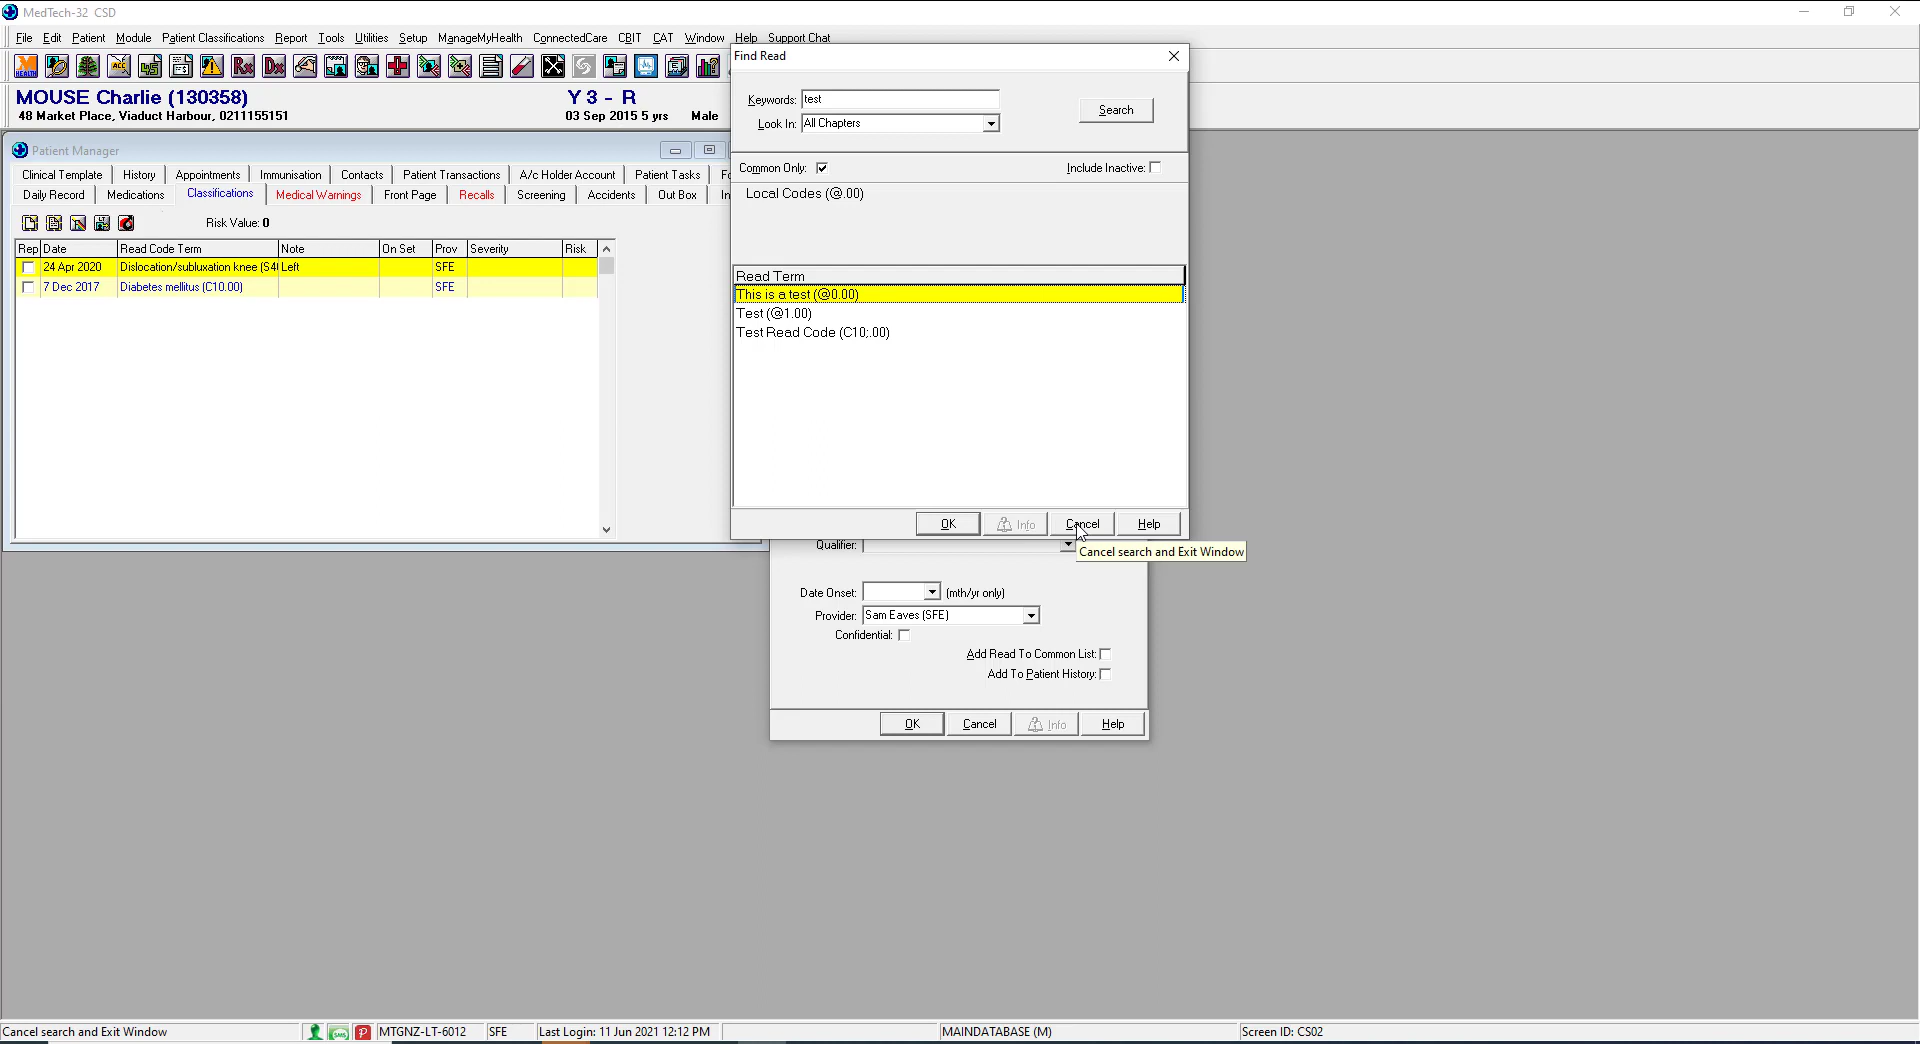 MedTech-32 CSD
File Edit Patient Module Patient Classifications Report Tools Utilities Setup ManageMyHealth ConnectedCare CBIT CAT Window Help Support Chat
MOUSE Charlie (130358) Y 3 - R
48 Market Place, Viaduct Harbour, 0211155151 03 Sep 2015 5 yrs Male
Patient Manager
Clinical Template History Appointments Immunisation Contacts Patient Transactions A/c Holder Account Patient Tasks
Daily Record Medications Classifications Medical Warnings Front Page Recalls Screening Accidents Out Box
Risk Value: 0
Rep Date Read Code Term Note On Set Prov Severity Risk
24 Apr 2020 Dislocation/subluxation knee (S4 Left SFE
7 Dec 2017 Diabetes mellitus (C10.00) SFE
Find Read
Keywords: test
Search
Look In: All Chapters
Common Only: Include Inactive:
Local Codes (@.00)
Read Term
This is a test (@0.00)
Test (@1.00)
Test Read Code (C10;.00)
OK Info Cancel Help
Cancel search and Exit Window
Qualifier:
Date Onset: (mth/yr only)
Provider: Sam Eaves (SFE)
Confidential:
Add Read To Common List:
Add To Patient History:
OK Cancel Info Help
Cancel search and Exit Window SMS P MTGNZ-LT-6012 SFE Last Login: 11 Jun 2021 12:12 PM MAINDATABASE (M) Screen ID: CS02